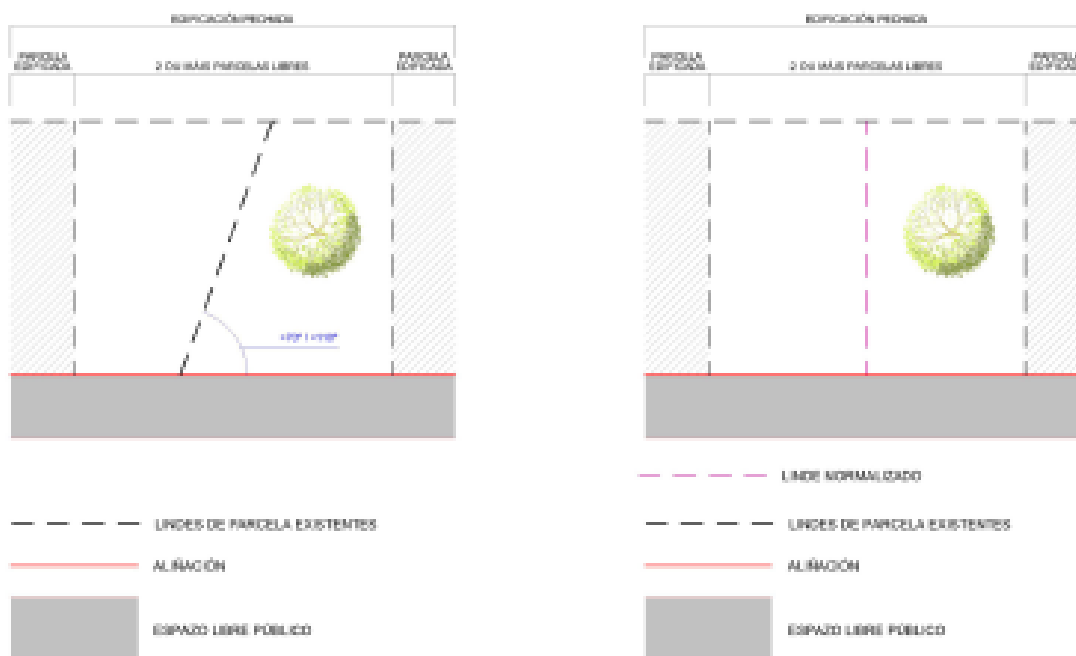 EDIFICACIÓN PECHADA
PARCELA EDIFICADA
2 OU MÁIS PARCELAS LIBRES
PARCELA EDIFICADA
LINDES DE PARCELA EXISTENTES
ALIÑACIÓN
ESPAZO LIBRE PÚBLICO
EDIFICACIÓN PECHADA
PARCELA EDIFICADA
2 OU MÁIS PARCELAS LIBRES
PARCELA EDIFICADA
LINDE NORMALIZADO
LINDES DE PARCELA EXISTENTES
ALIÑACIÓN
ESPAZO LIBRE PÚBLICO